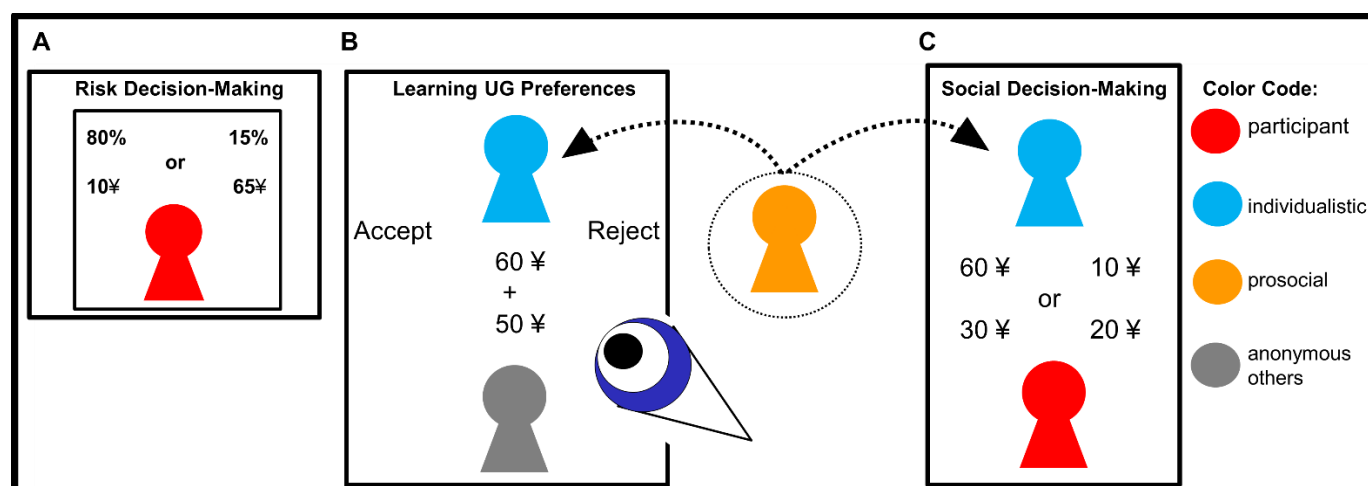 A
B
C
Risk Decision-Making
80% 15%
or
10¥ 65¥
Learning UG Preferences
Accept Reject
60 ¥
+
50 ¥
Social Decision-Making
60 ¥ 10 ¥
or
30 ¥ 20 ¥
Color Code:
participant
individualistic
prosocial
anonymous
others